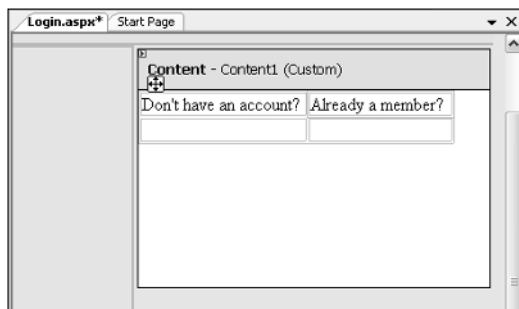 Login.aspx* Start Page
Content - Content1 (Custom)
Don't have an account? Already a member?